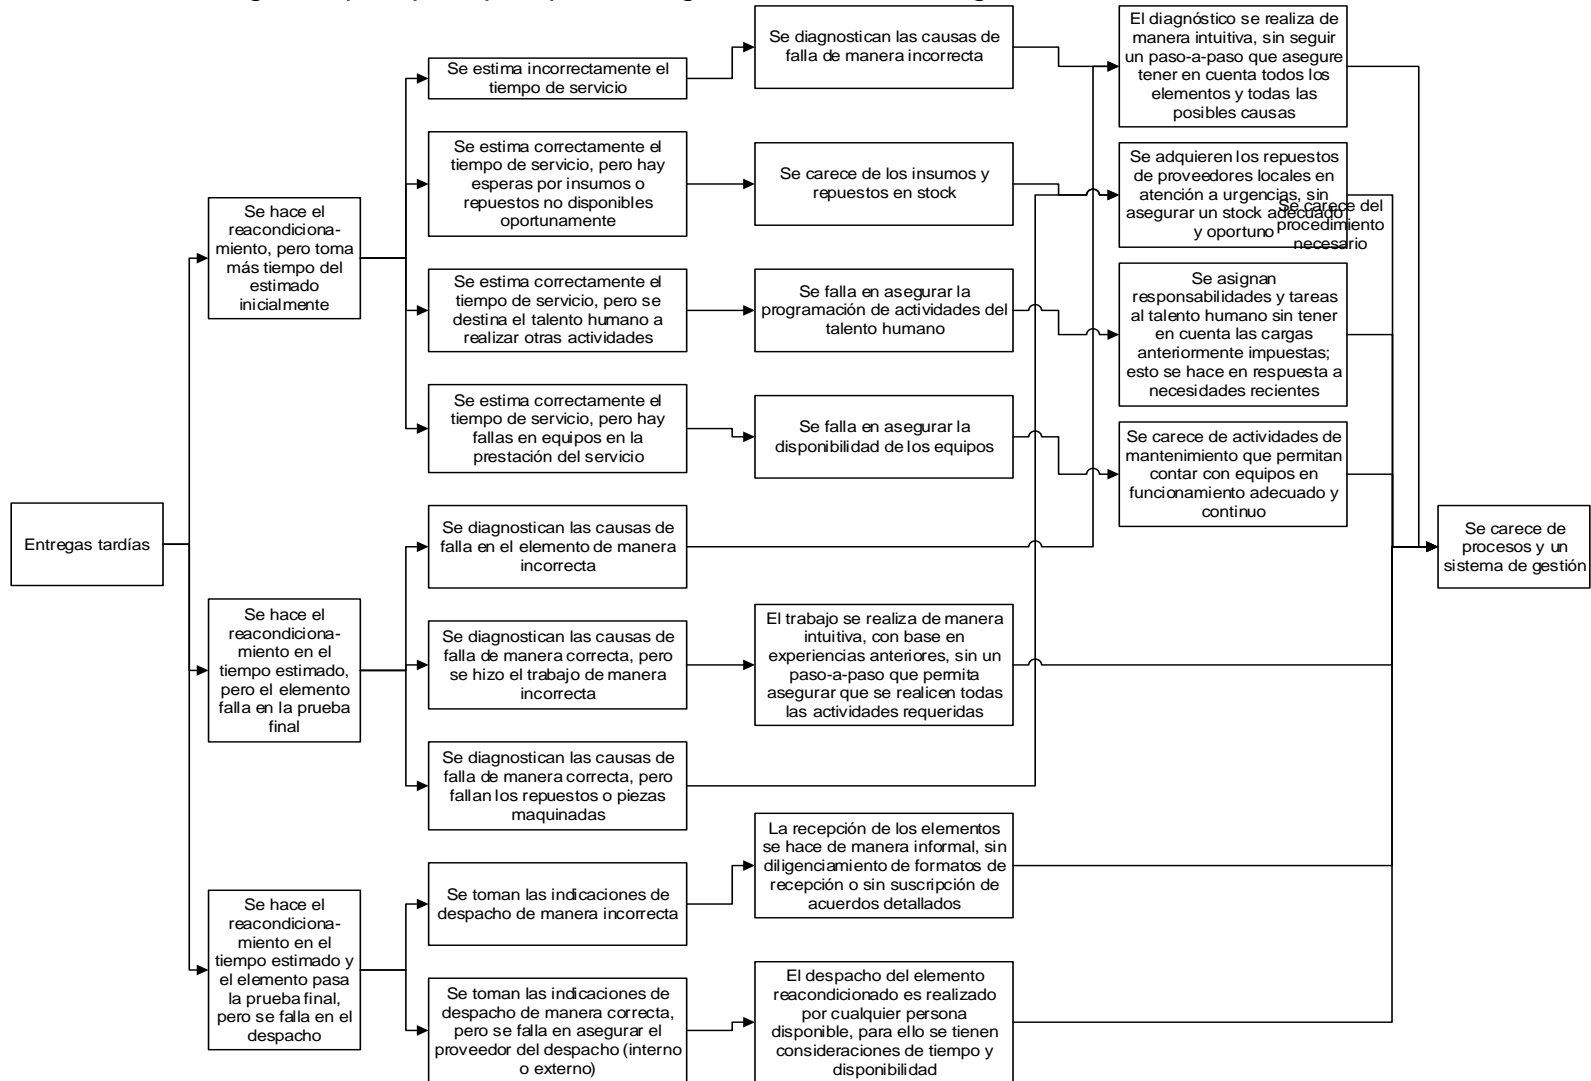 El diagnóstico se realiza de
manera intuitiva, sin seguir
un paso-a-paso que asegure
tener en cuenta todos los
elementos y todas las
posibles causas
Se diagnostican las causas de
falla de manera incorrecta
Se estima incorrectamente el
tiempo de servicio
Se estima correctamente el
tiempo de servicio, pero hay
esperas por insumos o
repuestos no disponibles
oportunamente
Se carece de los insumos y
repuestos en stock
Se adquieren los repuestos
de proveedores locales en
atención a urgencias, sin
asegurar un stock adecuado
y oportuno
Se carece del
procedimiento
necesario
Se hace el
reacondiciona-
miento, pero toma
más tiempo del
estimado
inicialmente
Se estima correctamente el
tiempo de servicio, pero se
destina el talento humano a
realizar otras actividades
Se falla en asegurar la
programación de actividades del
talento humano
Se asignan
responsabilidades y tareas
al talento humano sin tener
en cuenta las cargas
anteriormente impuestas;
esto se hace en respuesta a
necesidades recientes
Se estima correctamente el
tiempo de servicio, pero hay
fallas en equipos en la
prestación del servicio
Se falla en asegurar la
disponibilidad de los equipos
Se carece de actividades de
mantenimiento que permitan
contar con equipos en
funcionamiento adecuado y
continuo
Entregas tardías
Se diagnostican las causas de
falla en el elemento de manera
incorrecta
Se carece de
procesos y un
sistema de gestión
Se hace el
reacondiciona-
miento en el
tiempo estimado,
pero el elemento
falla en la prueba
final
Se diagnostican las causas de
falla de manera correcta, pero
se hizo el trabajo de manera
incorrecta
El trabajo se realiza de manera
intuitiva, con base en
experiencias anteriores, sin un
paso-a-paso que permita
asegurar que se realicen todas
las actividades requeridas
Se diagnostican las causas de
falla de manera correcta, pero
fallan los repuestos o piezas
maquinadas
La recepción de los elementos
se hace de manera informal, sin
diligenciamiento de formatos de
recepción o sin suscripción de
acuerdos detallados
Se toman las indicaciones de
despacho de manera incorrecta
Se hace el
reacondiciona-
miento en el
tiempo estimado y
el elemento pasa
la prueba final,
pero se falla en el
despacho
Se toman las indicaciones de
despacho de manera correcta,
pero se falla en asegurar el
proveedor del despacho (interno
o externo)
El despacho del elemento
reacondicionado es realizado
por cualquier persona
disponible, para ello se tienen
consideraciones de tiempo y
disponibilidad